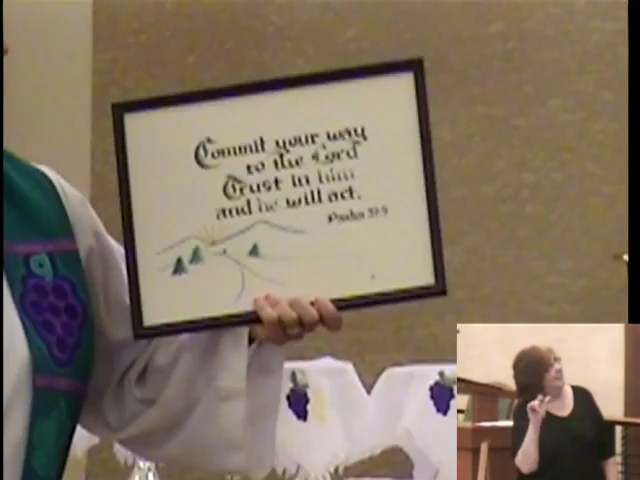 Commit your way
to the Lord
Trust in him
and he will act.
Psalm 37:5